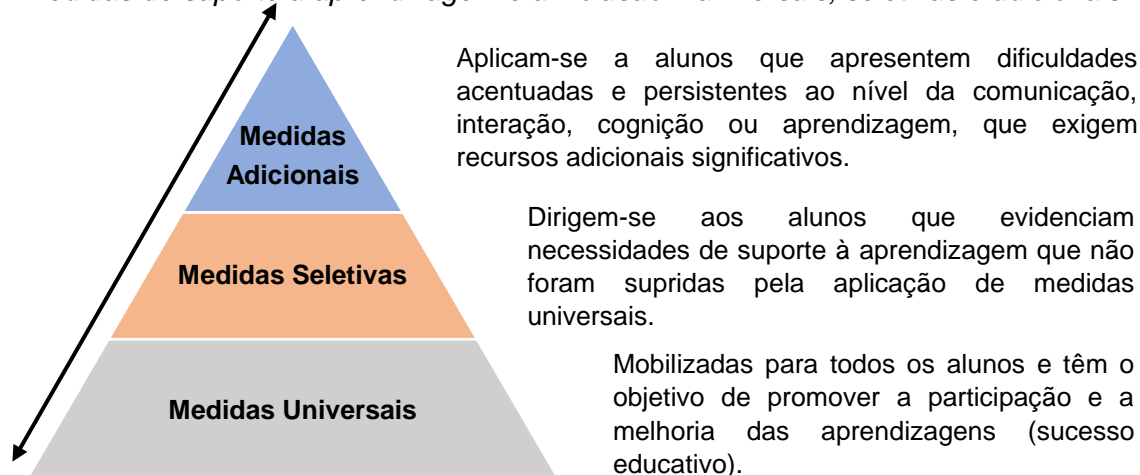 Aplicam-se a alunos que apresentem dificuldades
acentuadas e persistentes ao nível da comunicação,
interação, cognição ou aprendizagem, que exigem
recursos adicionais significativos.
Medidas
Adicionais
Dirigem-se aos alunos que evidenciam
necessidades de suporte à aprendizagem que não
foram supridas pela aplicação de medidas
universais.
Medidas Seletivas
Mobilizadas para todos os alunos e têm o
objetivo de promover a participação e a
melhoria das aprendizagens (sucesso
educativo).
Medidas Universais